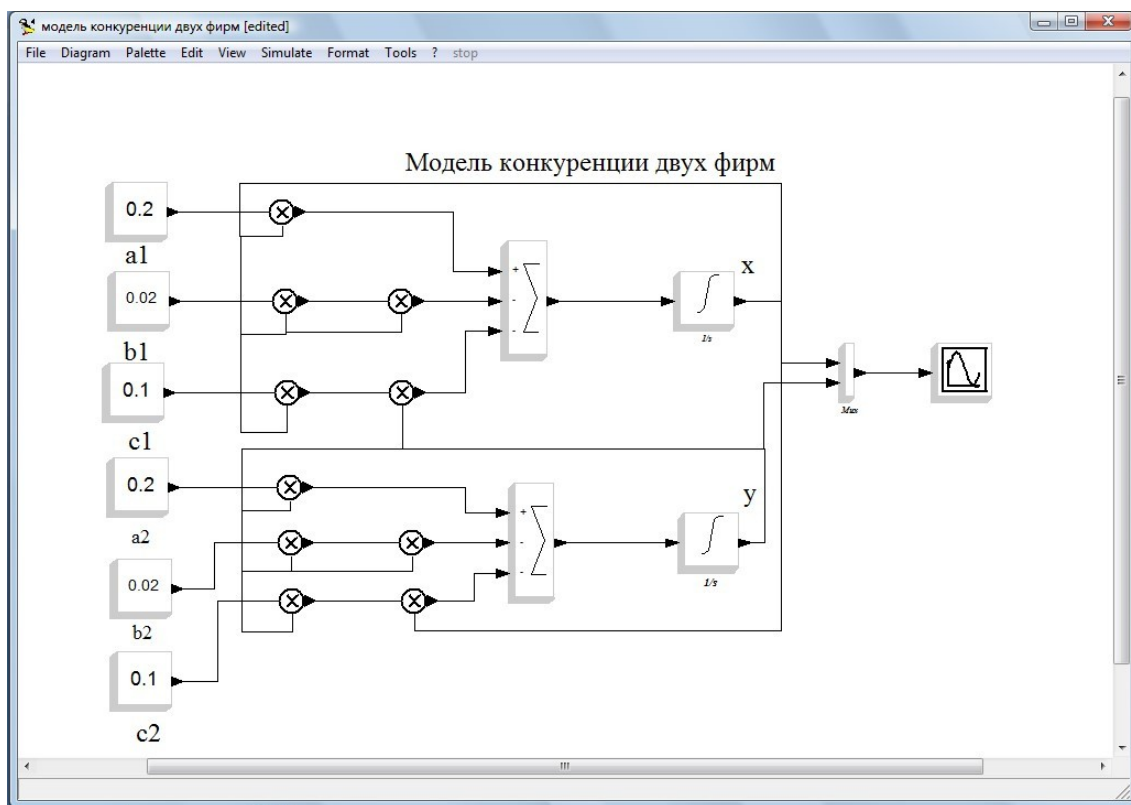 модель конкуренции двух фирм [edited]
File Diagram Palette Edit View Simulate Format Tools ? stop
Модель конкуренции двух фирм
0.2
a1
0.02
b1
0.1
c1
+
-
-
1/s
x
Mux
0.2
a2
0.02
b2
0.1
c2
+
-
-
1/s
y